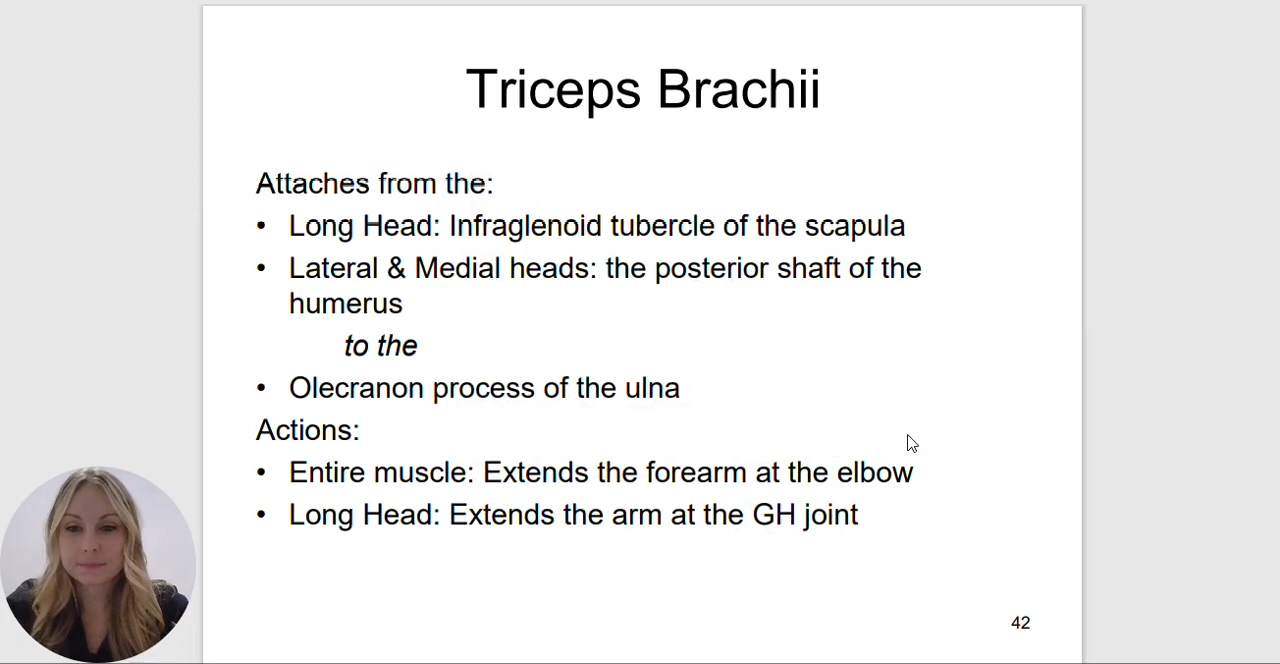 Triceps Brachii
Attaches from the:
• Long Head: Infraglenoid tubercle of the scapula
• Lateral & Medial heads: the posterior shaft of the
humerus
to the
• Olecranon process of the ulna
Actions:
• Entire muscle: Extends the forearm at the elbow
• Long Head: Extends the arm at the GH joint
42